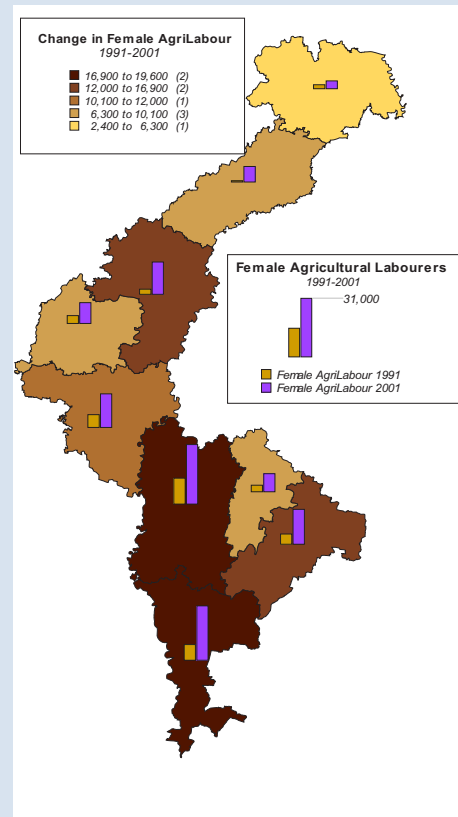 Change in Female AgriLabour
1991-2001
16,900 to 19,600 (2)
12,000 to 16,900 (2)
10,100 to 12,000 (1)
6,300 to 10,100 (3)
2,400 to 6,300 (1)
Female Agricultural Labourers
1991-2001
31,000
Female AgriLabour 1991
Female AgriLabour 2001